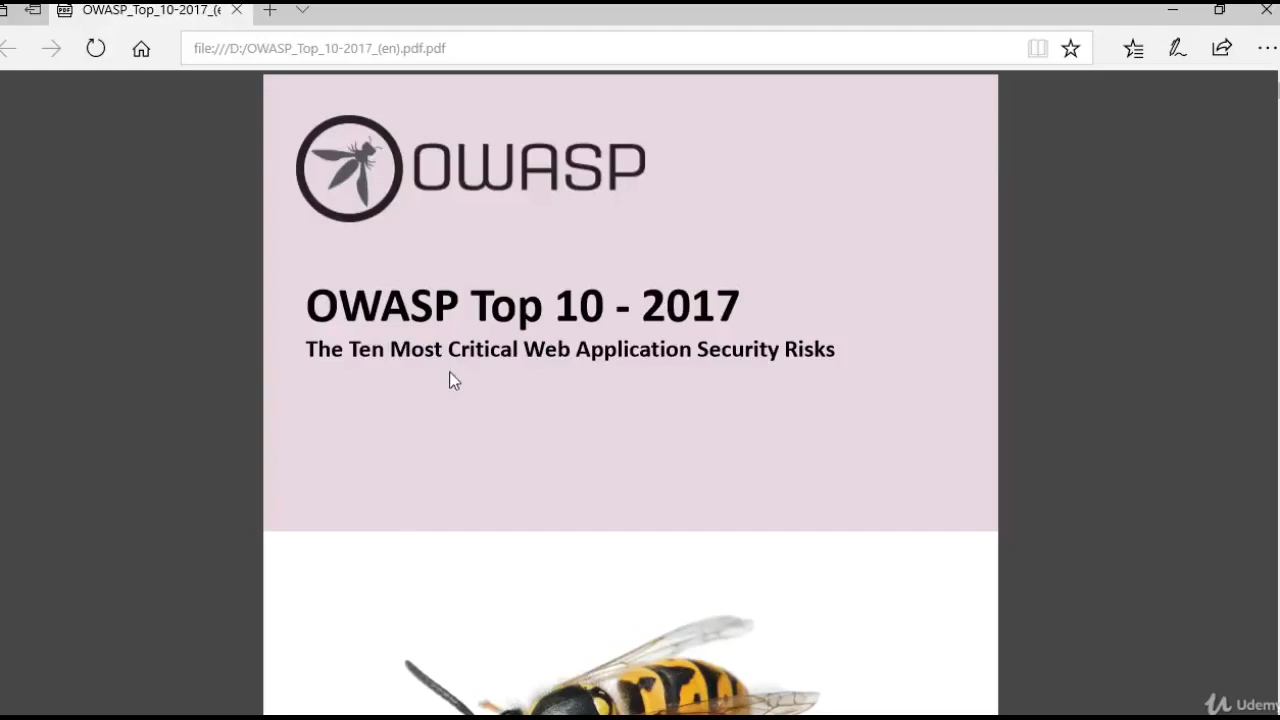 OWASP_Top_10-2017_(e
file:///D:/OWASP_Top_10-2017_(en).pdf.pdf
OWASP
OWASP Top 10 - 2017
The Ten Most Critical Web Application Security Risks
Udemy